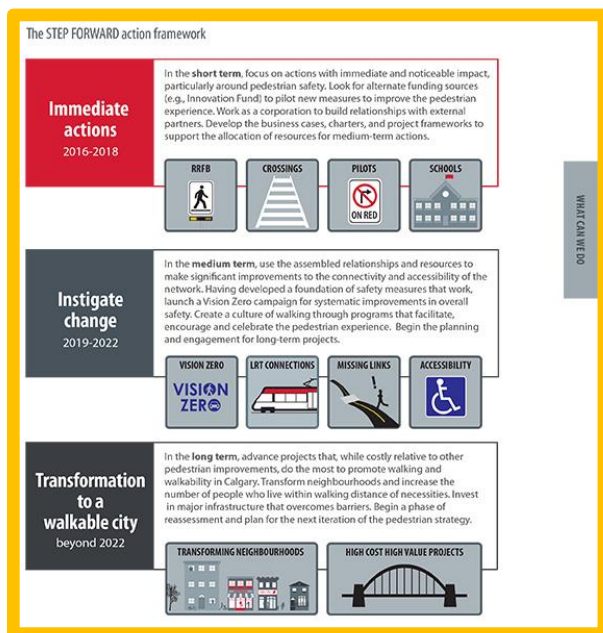 The STEP FORWARD action framework
Immediate
actions
2016-2018
In the short term, focus on actions with immediate and noticeable impact,
particularly around pedestrian safety. Look for alternate funding sources
(e.g., Innovation Fund) to pilot new measures to improve the pedestrian
experience. Work as a corporation to build relationships with external
partners. Develop the business cases, charters, and project frameworks to
support the allocation of resources for medium-term actions.
RRFB
CROSSINGS
PILOTS
ON RED
SCHOOLS
WHAT CAN WE DO
Instigate
change
2019-2022
In the medium term, use the assembled relationships and resources to
make significant improvements to the connectivity and accessibility of the
network. Having developed a foundation of safety measures that work,
launch a Vision Zero campaign for systematic improvements in overall
safety. Create a culture of walking through programs that facilitate,
encourage and celebrate the pedestrian experience. Begin the planning
and engagement for long-term projects.
VISION ZERO
VISION
ZERO
LRT CONNECTIONS
MISSING LINKS
ACCESSIBILITY
Transformation
to a
walkable city
beyond 2022
In the long term, advance projects that, while costly relative to other
pedestrian improvements, do the most to promote walking and
walkability in Calgary. Transform neighbourhoods and increase the
number of people who live within walking distance of necessities. Invest
in major infrastructure that overcomes barriers. Begin a phase of
reassessment and plan for the next iteration of the pedestrian strategy.
TRANSFORMING NEIGHBOURHOODS
HIGH COST HIGH VALUE PROJECTS